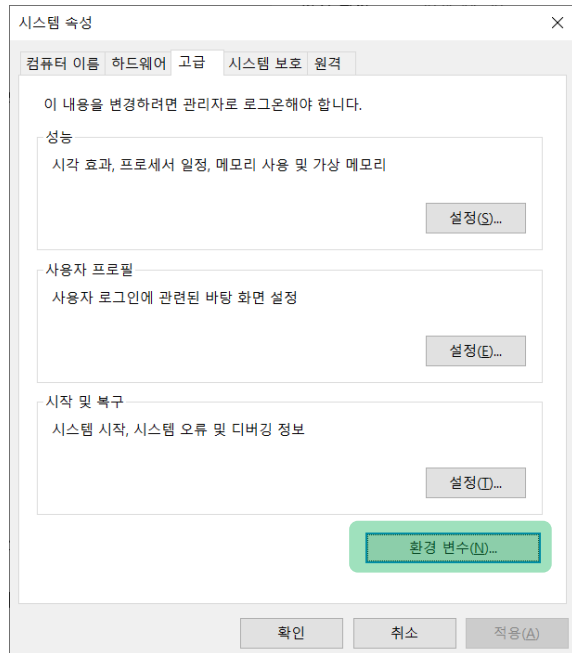 시스템 속성
컴퓨터 이름 하드웨어 고급 시스템 보호 원격
이 내용을 변경하려면 관리자로 로그온해야 합니다.
성능
시각 효과, 프로세서 일정, 메모리 사용 및 가상 메모리
설정(S)...
사용자 프로필
사용자 로그인에 관련된 바탕 화면 설정
설정(E)...
시작 및 복구
시스템 시작, 시스템 오류 및 디버깅 정보
설정(T)...
환경 변수(N)...
확인 취소 적용(A)